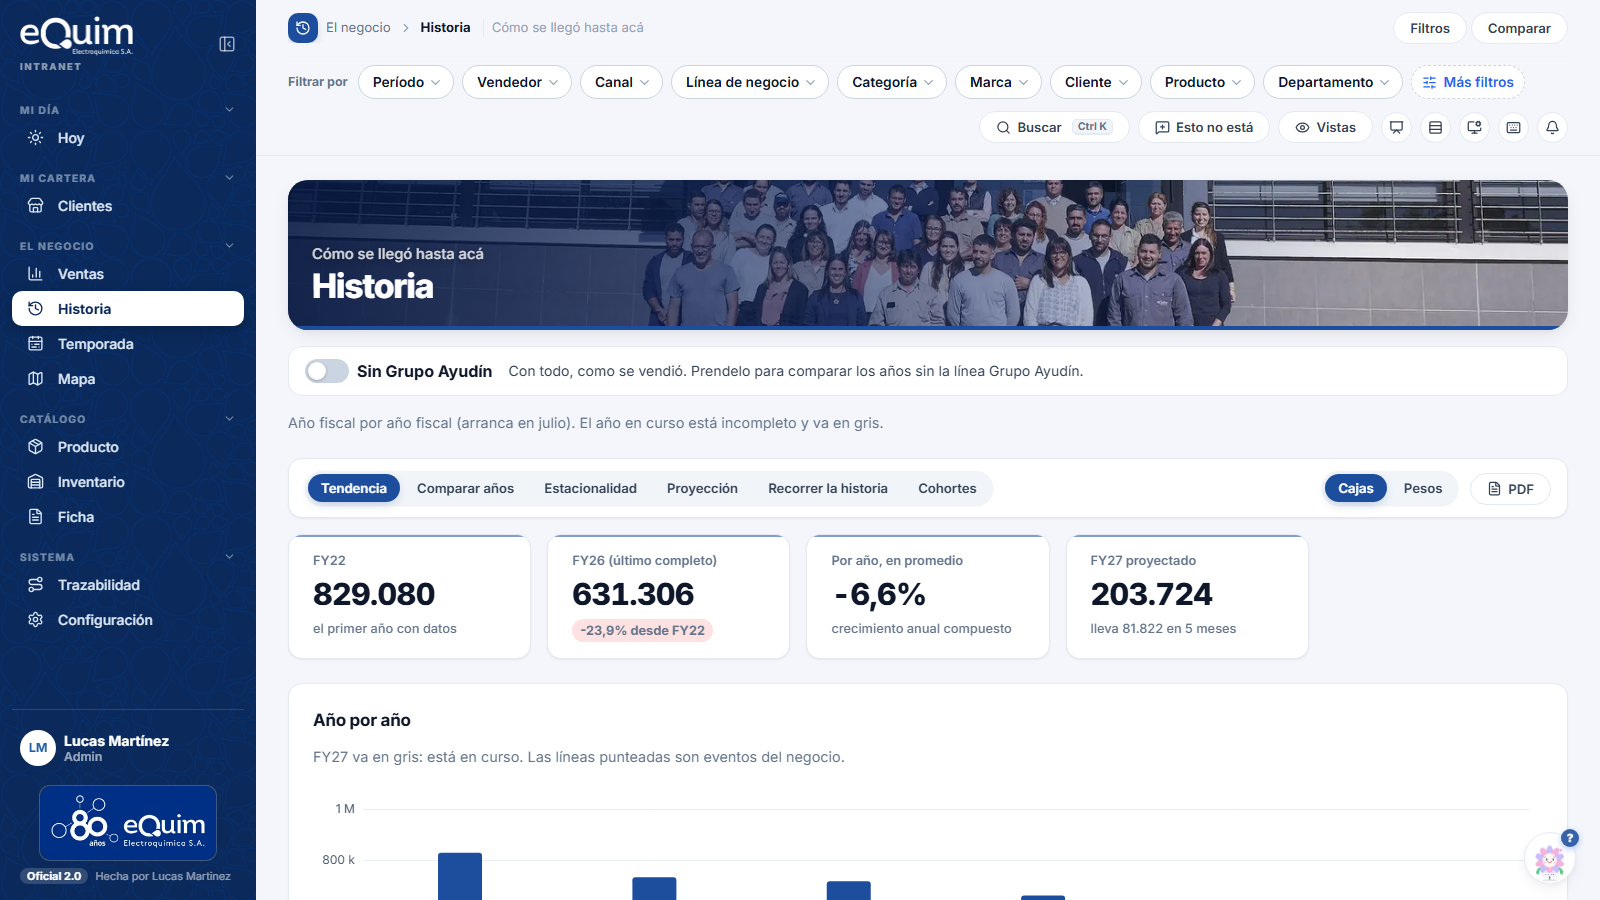 eQuim
Electroquímica S.A.
INTRANET
MI DÍA
Hoy
MI CARTERA
Clientes
EL NEGOCIO
Ventas
Historia
Temporada
Mapa
CATÁLOGO
Producto
Inventario
Ficha
SISTEMA
Trazabilidad
Configuración
LM
Lucas Martínez
Admin
80 años
eQuim
Electroquímica S.A.
Oficial 2.0 Hecha por Lucas Martinez
El negocio > Historia Cómo se llegó hasta acá
Filtros
Comparar
Filtrar por
Período
Vendedor
Canal
Línea de negocio
Categoría
Marca
Cliente
Producto
Departamento
Más filtros
Buscar Ctrl K
Esto no está
Vistas
Cómo se llegó hasta acá
Historia
Sin Grupo Ayudín Con todo, como se vendió. Prendelo para comparar los años sin la línea Grupo Ayudín.
Año fiscal por año fiscal (arranca en julio). El año en curso está incompleto y va en gris.
Tendencia
Comparar años
Estacionalidad
Proyección
Recorrer la historia
Cohortes
Cajas
Pesos
PDF
FY22
829.080
el primer año con datos
FY26 (último completo)
631.306
-23,9% desde FY22
Por año, en promedio
-6,6%
crecimiento anual compuesto
FY27 proyectado
203.724
lleva 81.822 en 5 meses
Año por año
FY27 va en gris: está en curso. Las líneas punteadas son eventos del negocio.
1 M
800 k
?